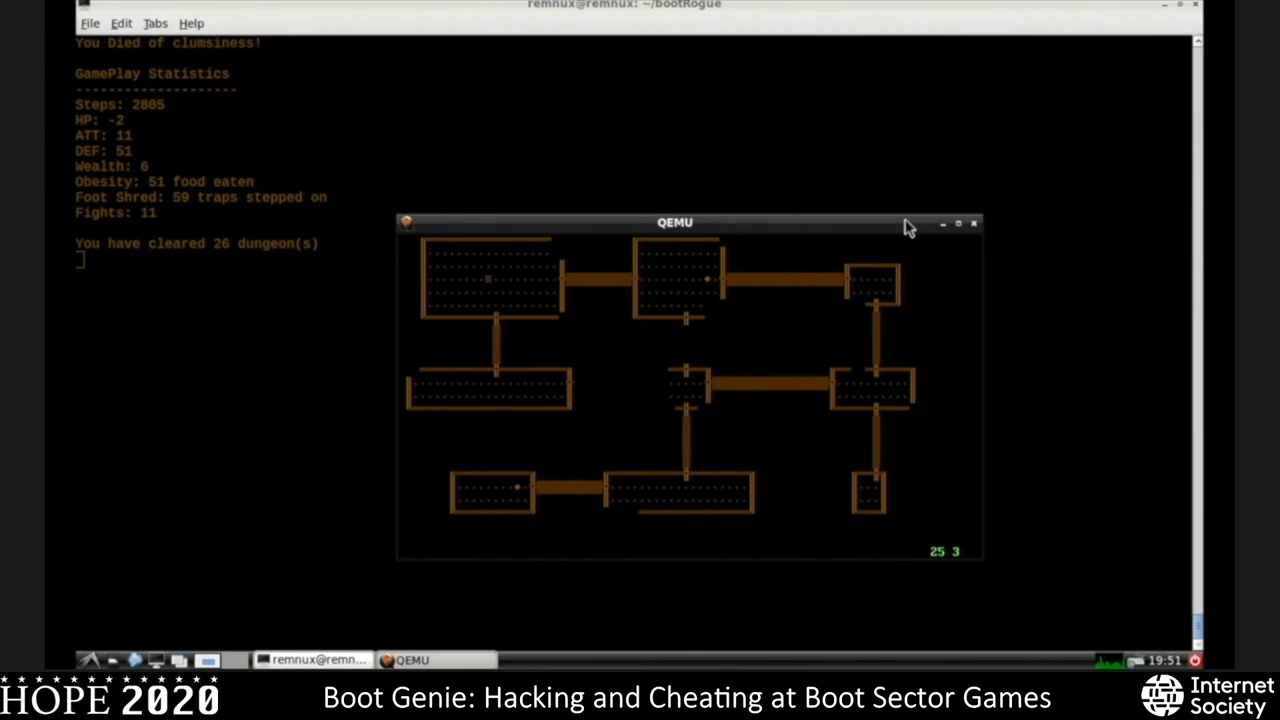 remnux@remnux: ~/bootRogue
File Edit Tabs Help
You Died of clumsiness!
GamePlay Statistics
--------------------
Steps: 2805
HP: -2
ATT: 11
DEF: 51
Wealth: 6
Obesity: 51 food eaten
Foot Shred: 59 traps stepped on
Fights: 11
You have cleared 26 dungeon(s)
QEMU
25 3
remnux@remn...
QEMU
19:51
HOPE 2020
Boot Genie: Hacking and Cheating at Boot Sector Games
Internet
Society